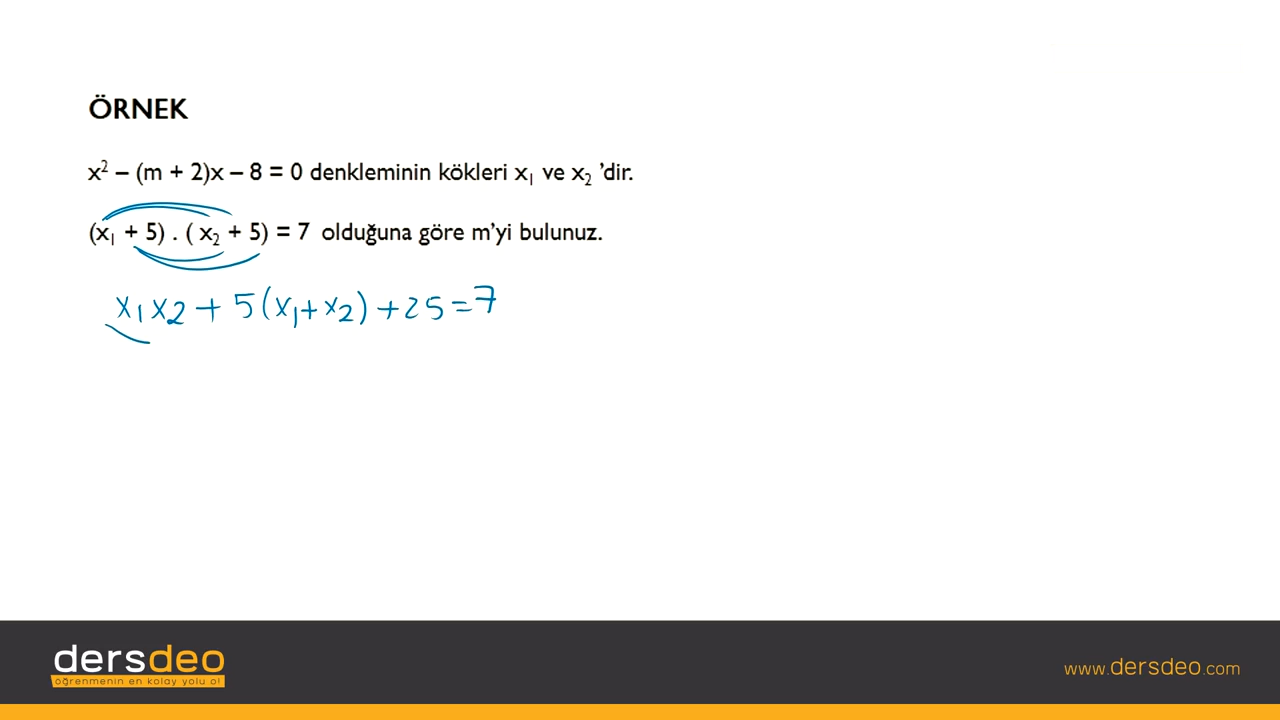 ÖRNEK
x² – (m + 2)x – 8 = 0 denkleminin kökleri x₁ ve x₂ ’dir.
(x₁ + 5) . ( x₂ + 5) = 7 olduğuna göre m’yi bulunuz.
x₁x₂ + 5(x₁+x₂) + 25 = 7
dersdeo
öğrenmenin en kolay yolu o!
www.dersdeo.com